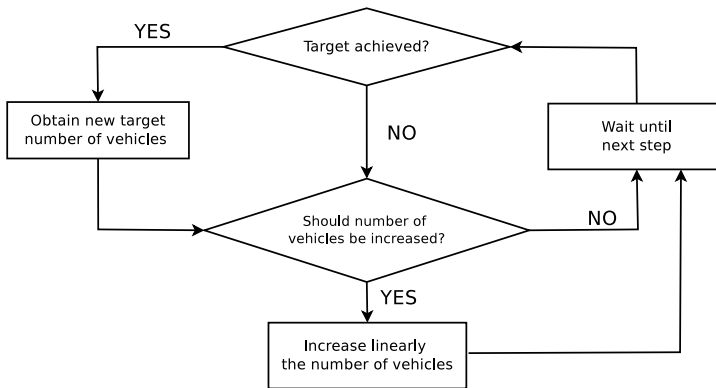 YES
Target achieved?
Obtain new target
number of vehicles
NO
Wait until
next step
Should number of
vehicles be increased?
NO
YES
Increase linearly
the number of vehicles